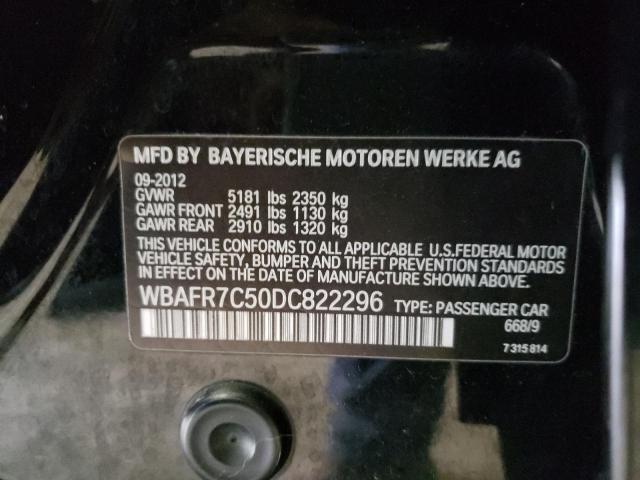 MFD BY BAYERISCHE MOTOREN WERKE AG
09-2012
GVWR 5181 lbs 2350 kg
GAWR FRONT 2491 lbs 1130 kg
GAWR REAR 2910 lbs 1320 kg
THIS VEHICLE CONFORMS TO ALL APPLICABLE U.S.FEDERAL MOTOR
VEHICLE SAFETY, BUMPER AND THEFT PREVENTION STANDARDS
IN EFFECT ON THE DATE OF MANUFACTURE SHOWN ABOVE.
WBAFR7C50DC822296 TYPE: PASSENGER CAR
668/9
7 315 814